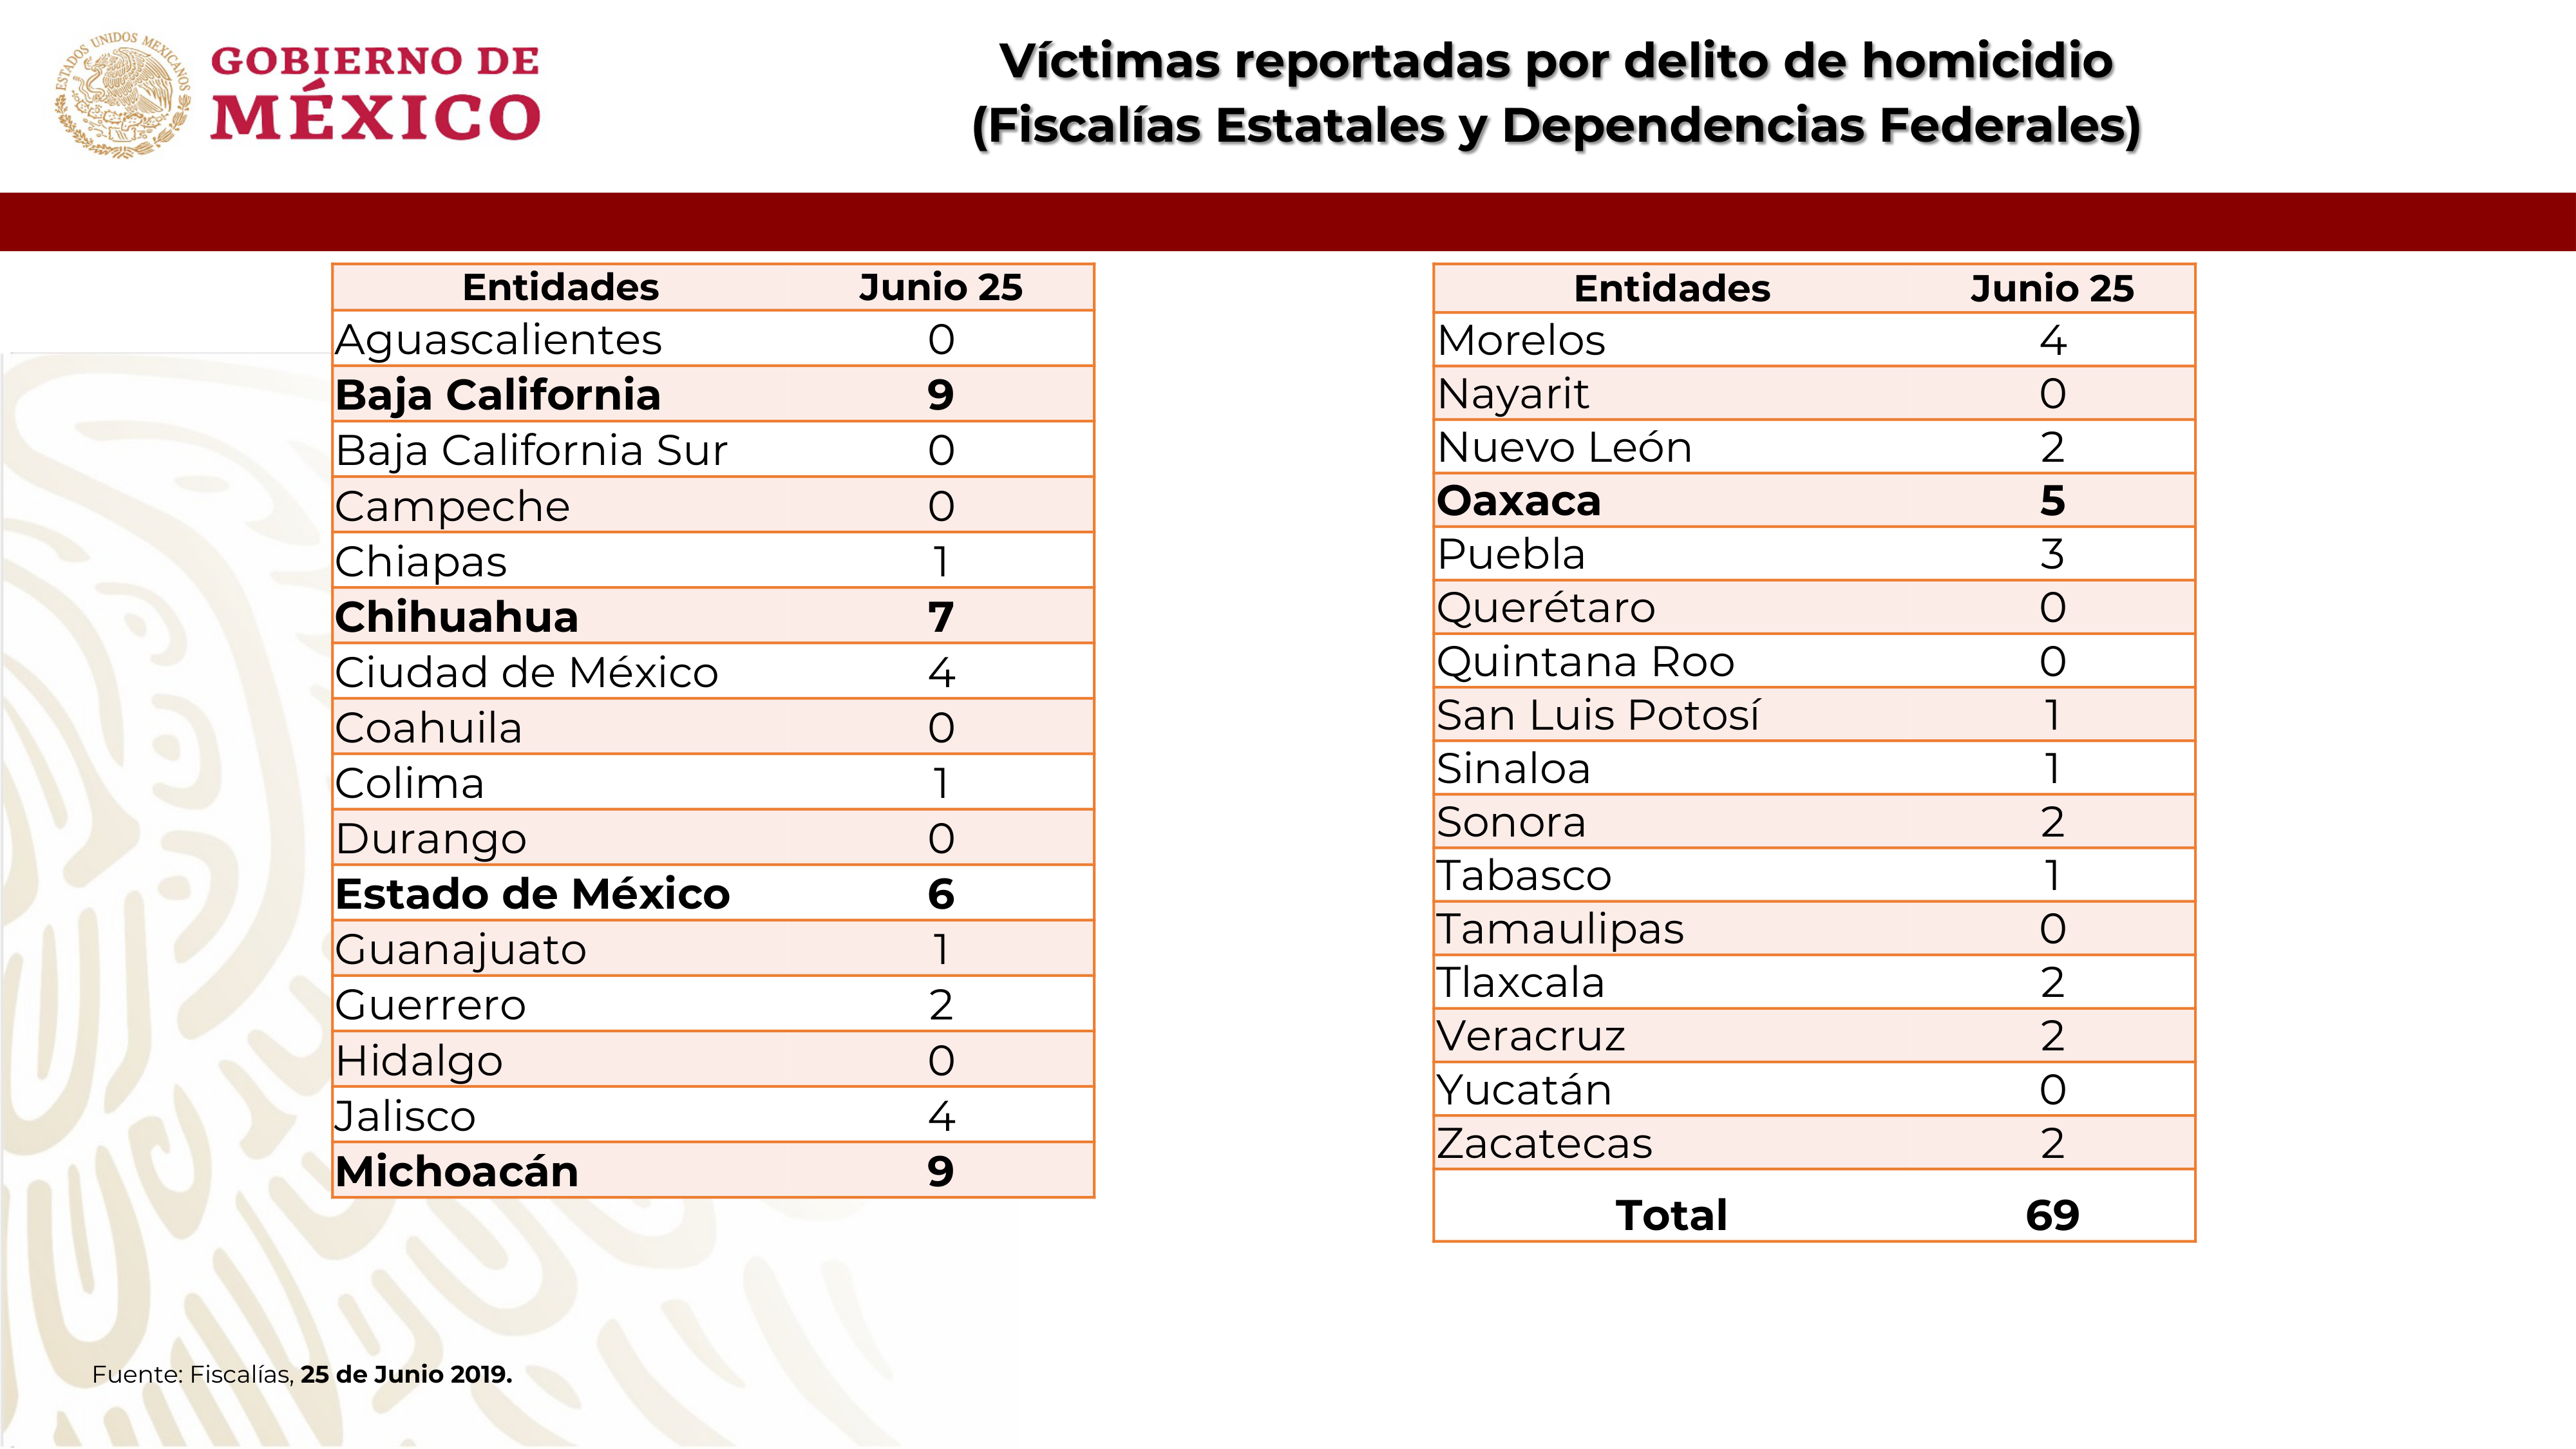 ESTADOS UNIDOS MEXICANOS
GOBIERNO DE
MÉXICO
Víctimas reportadas por delito de homicidio
(Fiscalías Estatales y Dependencias Federales)
Entidades Junio 25
Aguascalientes 0
Baja California 9
Baja California Sur 0
Campeche 0
Chiapas 1
Chihuahua 7
Ciudad de México 4
Coahuila 0
Colima 1
Durango 0
Estado de México 6
Guanajuato 1
Guerrero 2
Hidalgo 0
Jalisco 4
Michoacán 9
Entidades Junio 25
Morelos 4
Nayarit 0
Nuevo León 2
Oaxaca 5
Puebla 3
Querétaro 0
Quintana Roo 0
San Luis Potosí 1
Sinaloa 1
Sonora 2
Tabasco 1
Tamaulipas 0
Tlaxcala 2
Veracruz 2
Yucatán 0
Zacatecas 2
Total 69
Fuente: Fiscalías, 25 de Junio 2019.